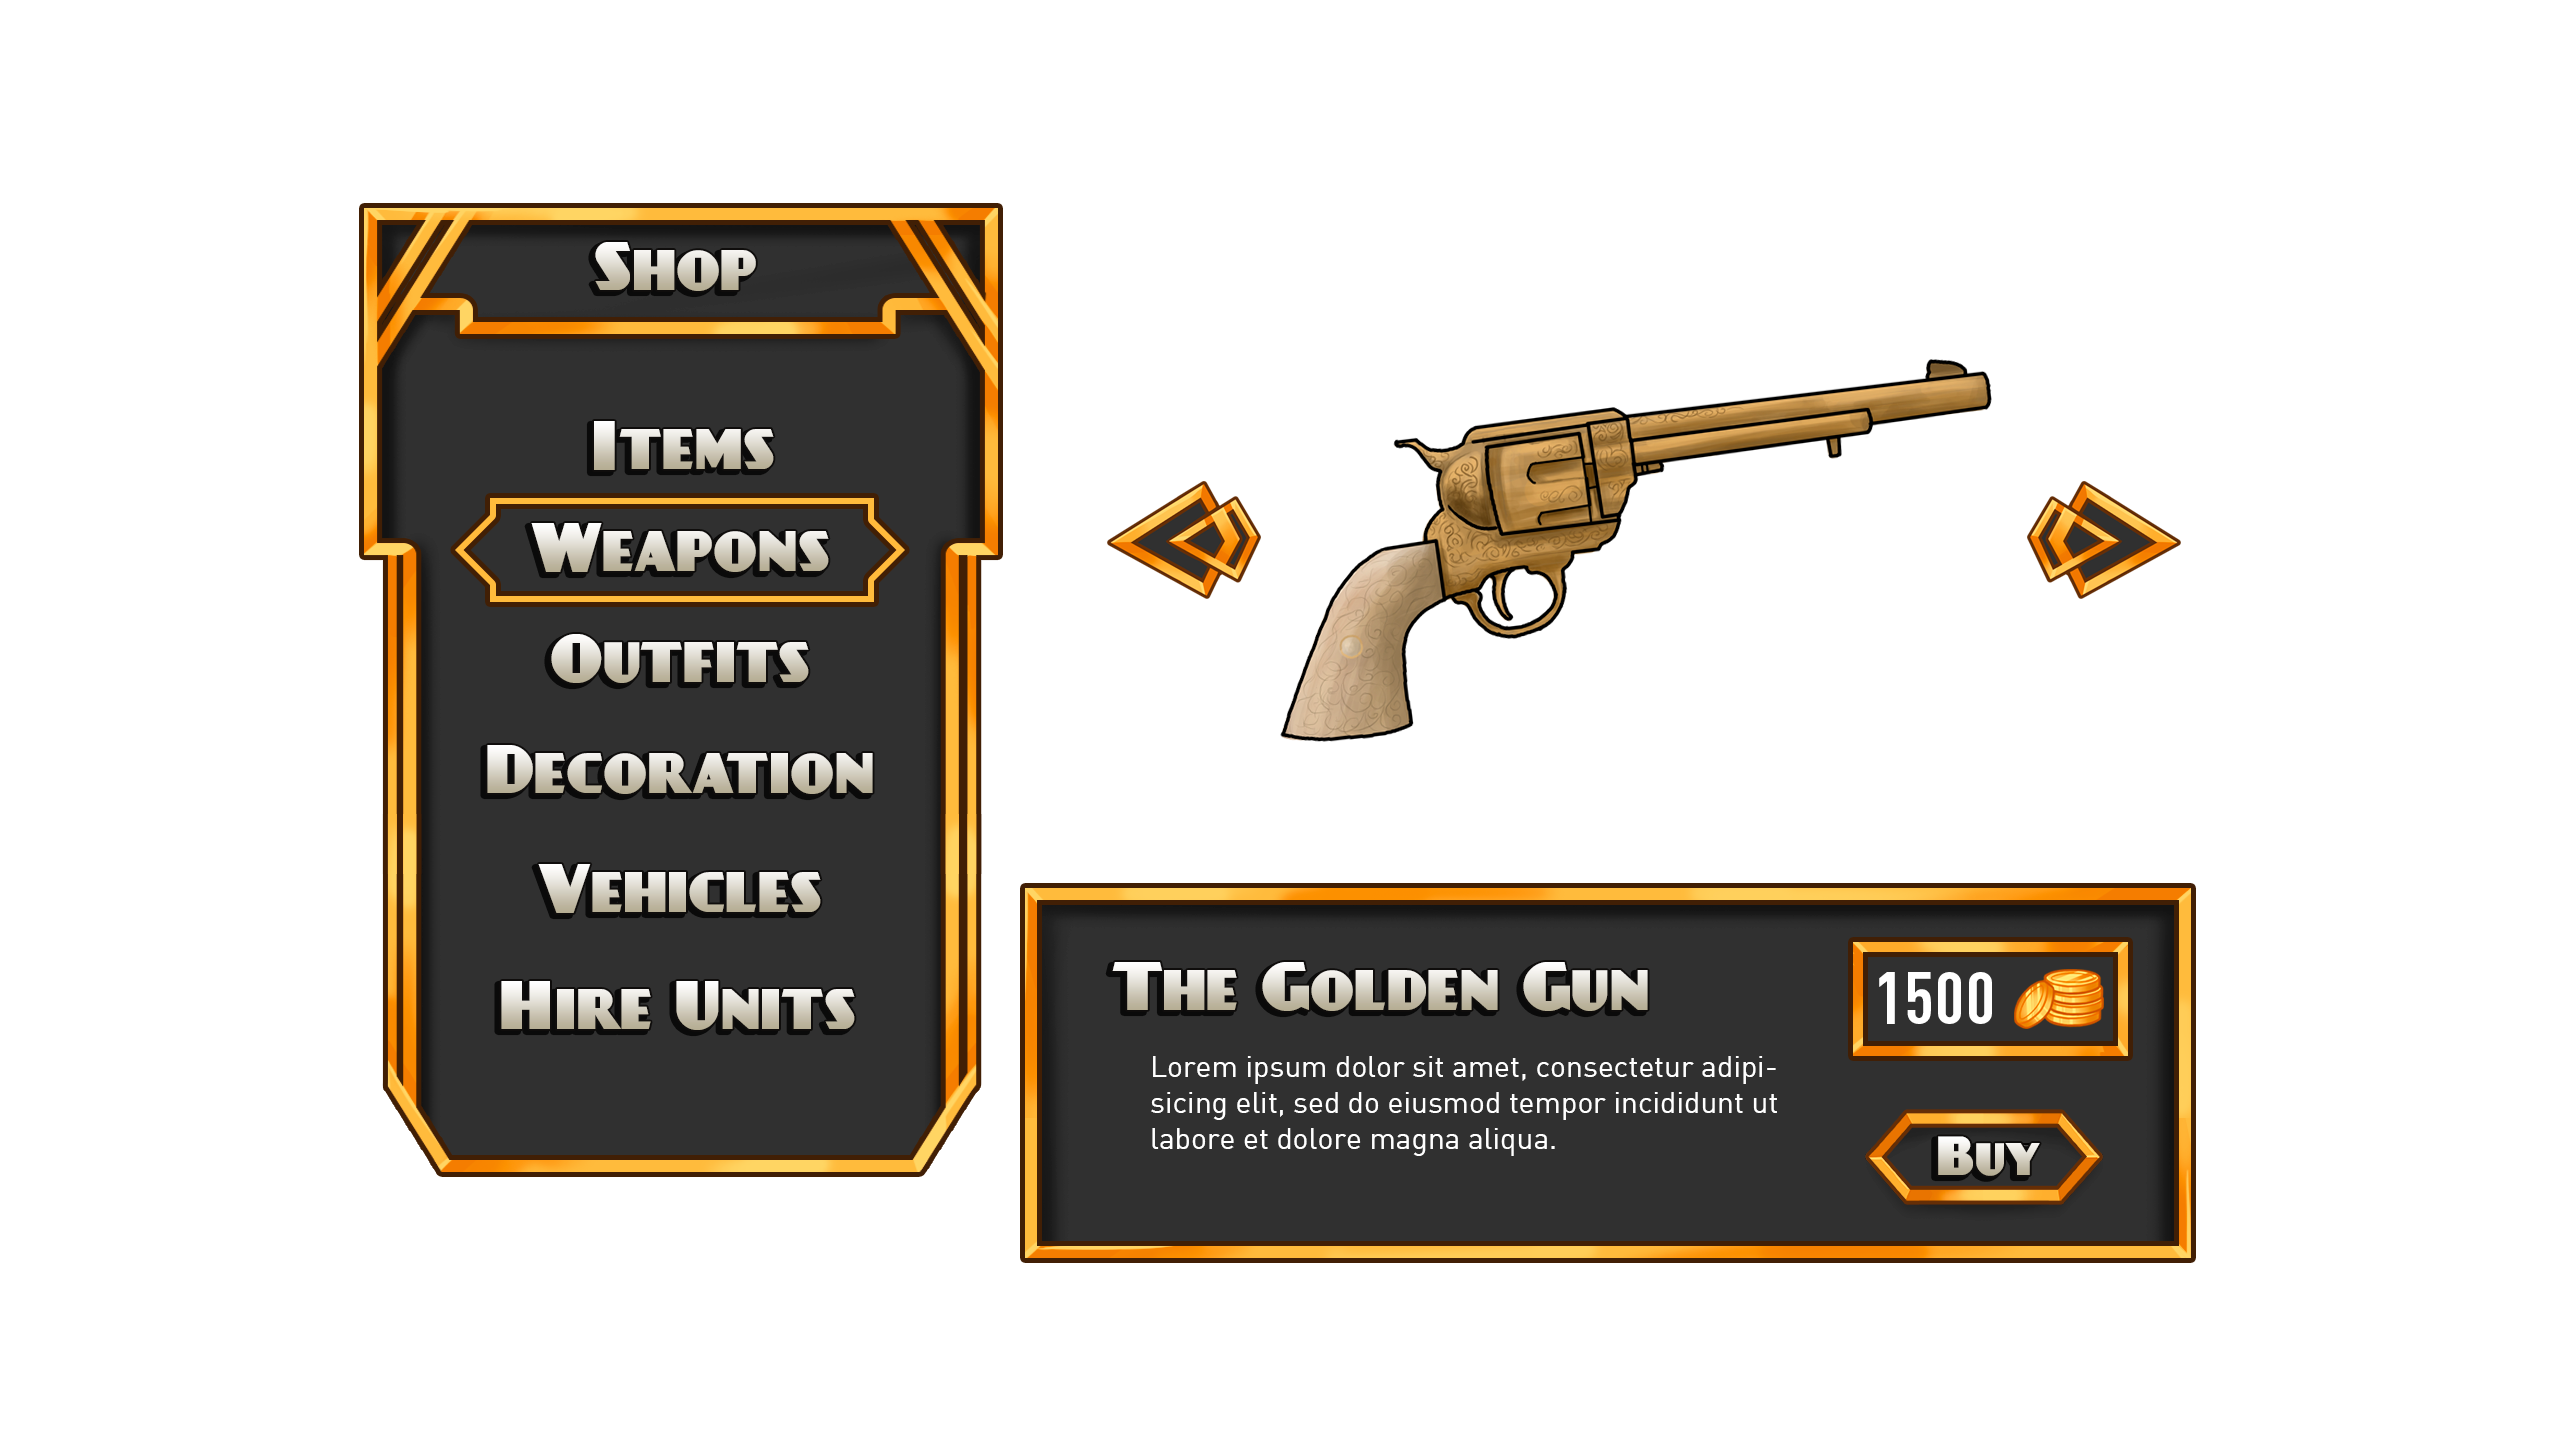 Shop
Items
Weapons
Outfits
Decoration
Vehicles
Hire Units
The Golden Gun
1500
Lorem ipsum dolor sit amet, consectetur adipi-
sicing elit, sed do eiusmod tempor incididunt ut
labore et dolore magna aliqua.
Buy